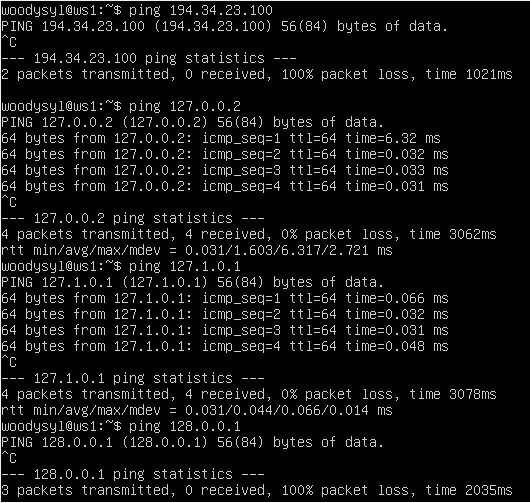 woodysyl@ws1:~$ ping 194.34.23.100
PING 194.34.23.100 (194.34.23.100) 56(84) bytes of data.
^C
--- 194.34.23.100 ping statistics ---
2 packets transmitted, 0 received, 100% packet loss, time 1021ms
woodysyl@ws1:~$ ping 127.0.0.2
PING 127.0.0.2 (127.0.0.2) 56(84) bytes of data.
64 bytes from 127.0.0.2: icmp_seq=1 ttl=64 time=6.32 ms
64 bytes from 127.0.0.2: icmp_seq=2 ttl=64 time=0.032 ms
64 bytes from 127.0.0.2: icmp_seq=3 ttl=64 time=0.033 ms
64 bytes from 127.0.0.2: icmp_seq=4 ttl=64 time=0.031 ms
^C
--- 127.0.0.2 ping statistics ---
4 packets transmitted, 4 received, 0% packet loss, time 3062ms
rtt min/avg/max/mdev = 0.031/1.603/6.317/2.721 ms
woodysyl@ws1:~$ ping 127.1.0.1
PING 127.1.0.1 (127.1.0.1) 56(84) bytes of data.
64 bytes from 127.1.0.1: icmp_seq=1 ttl=64 time=0.066 ms
64 bytes from 127.1.0.1: icmp_seq=2 ttl=64 time=0.032 ms
64 bytes from 127.1.0.1: icmp_seq=3 ttl=64 time=0.031 ms
64 bytes from 127.1.0.1: icmp_seq=4 ttl=64 time=0.048 ms
^C
--- 127.1.0.1 ping statistics ---
4 packets transmitted, 4 received, 0% packet loss, time 3078ms
rtt min/avg/max/mdev = 0.031/0.044/0.066/0.014 ms
woodysyl@ws1:~$ ping 128.0.0.1
PING 128.0.0.1 (128.0.0.1) 56(84) bytes of data.
^C
--- 128.0.0.1 ping statistics ---
3 packets transmitted, 0 received, 100% packet loss, time 2035ms